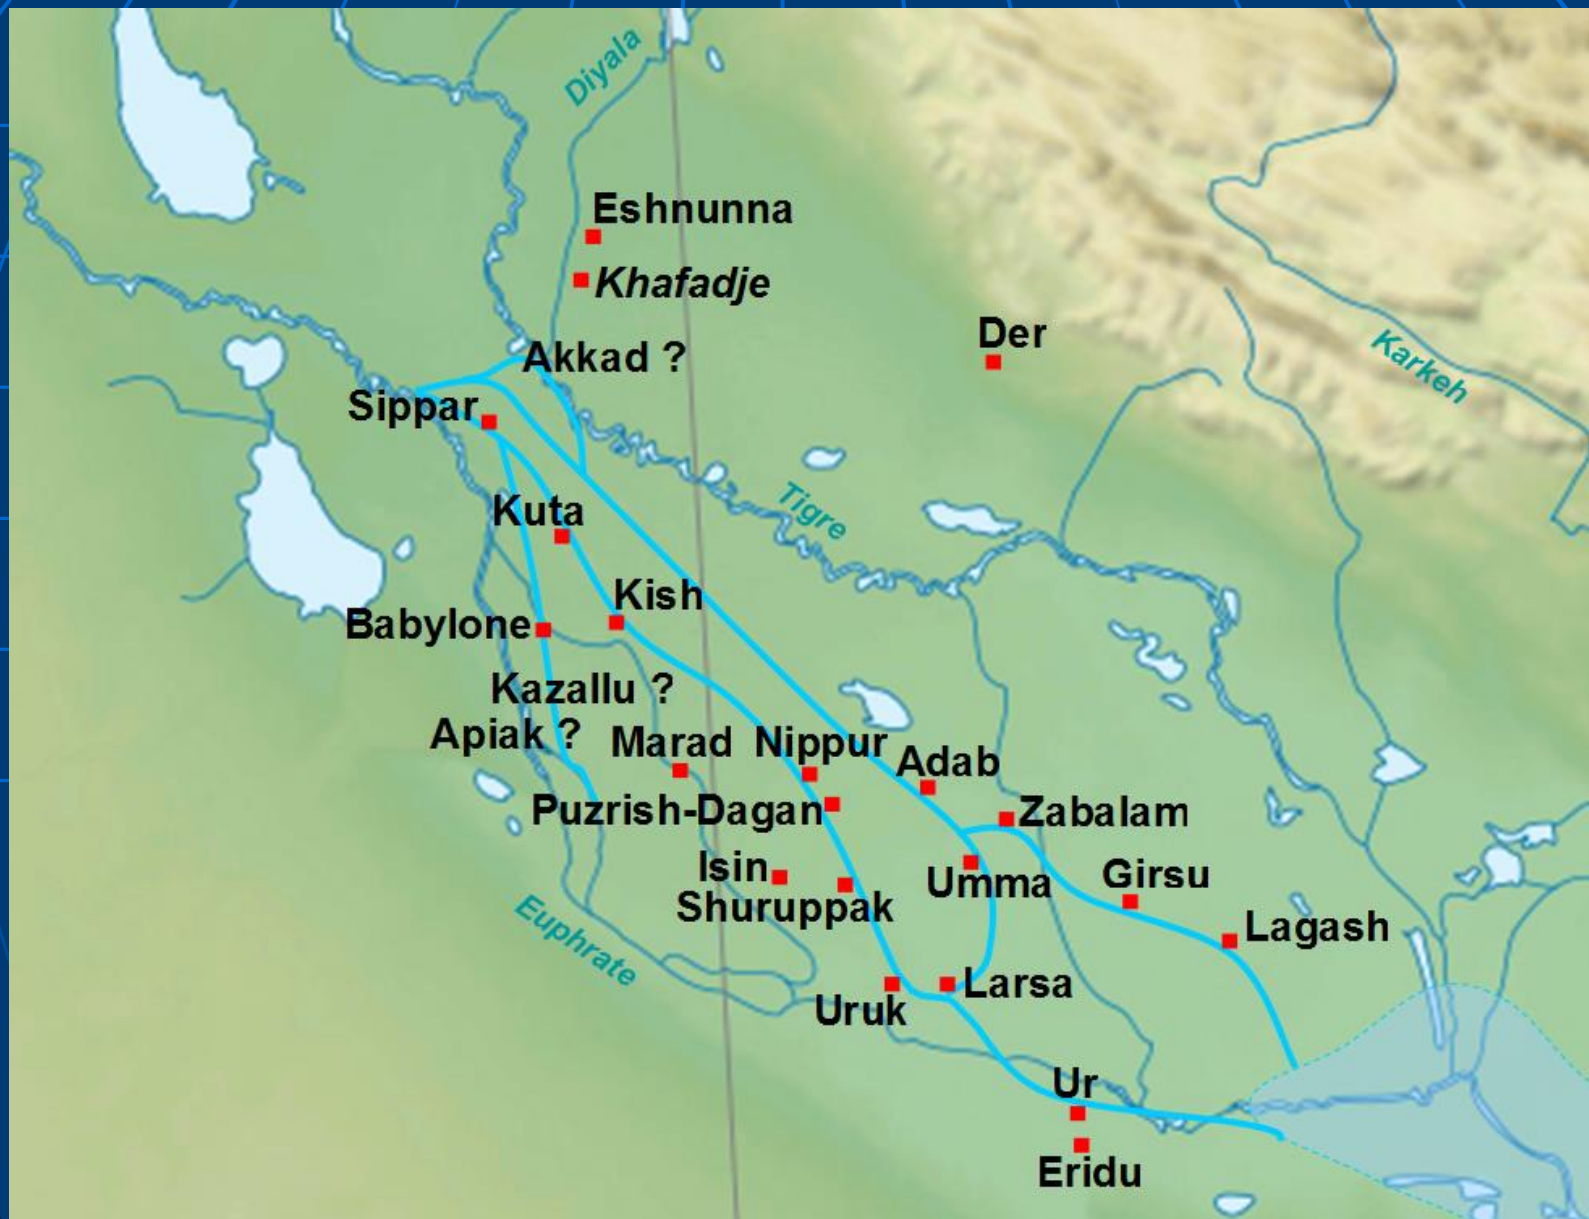 Diyala
Eshnunna
Khafadje
Der
Akkad ?
Karkeh
Sippar
Tigre
Kuta
Kish
Babylone
Kazallu ?
Apiak ?
Marad
Nippur
Adab
Puzrish-Dagan
Zabalam
Isin
Umma
Girsu
Shuruppak
Lagash
Euphrate
Larsa
Uruk
Ur
Eridu